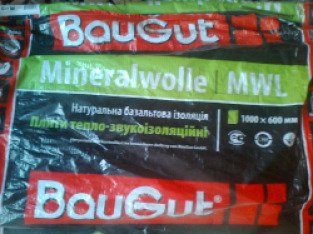 BauGut
Mineralwolle MWL
Натуральна базальтова ізоляція
плити тепло-звукоізоляційні
1000 × 600 мм
BauGut®